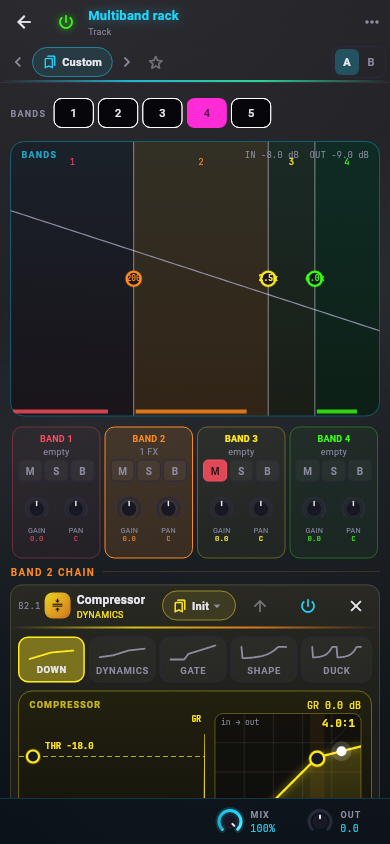 Multiband rack
Track
Custom
A B
BANDS 1 2 3 4 5
BANDS IN -8.0 dB OUT -9.0 dB
1 2 3 4
200
BAND 1 BAND 2 BAND 3 BAND 4
empty 1 FX empty empty
M S B M S B M S B M S B
GAIN PAN GAIN PAN GAIN PAN GAIN PAN
0.0 C 0.0 C 0.0 C 0.0 C
BAND 2 CHAIN
B2.1 Compressor Init
DYNAMICS
DOWN DYNAMICS GATE SHAPE DUCK
COMPRESSOR GR 0.0 dB
GR in → out 4.0:1
THR -18.0
MIX OUT
100% 0.0